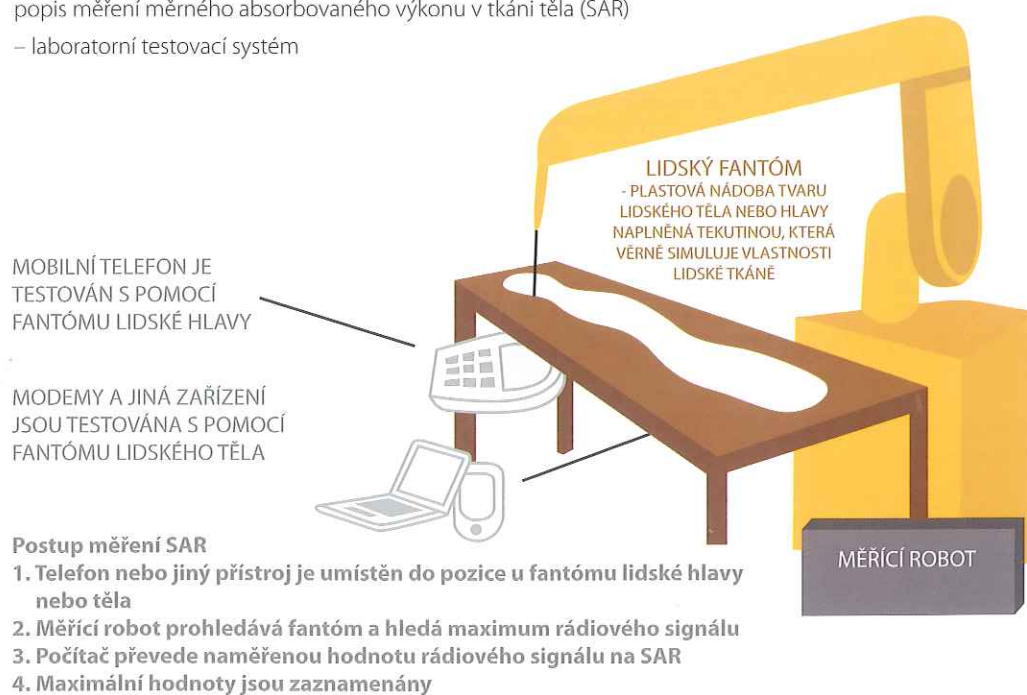 popis měření měrného absorbovaného výkonu v tkáni těla (SAR)
– laboratorní testovací systém
LIDSKÝ FANTÓM
- PLASTOVÁ NÁDOBA TVARU
LIDSKÉHO TĚLA NEBO HLAVY
NAPLNĚNÁ TEKUTINOU, KTERÁ
VĚRNĚ SIMULUJE VLASTNOSTI
LIDSKÉ TKÁNĚ
MOBILNÍ TELEFON JE
TESTOVÁN S POMOCÍ
FANTÓMU LIDSKÉ HLAVY
MODEMY A JINÁ ZAŘÍZENÍ
JSOU TESTOVÁNA S POMOCÍ
FANTÓMU LIDSKÉHO TĚLA
MĚŘÍCÍ ROBOT
Postup měření SAR
1. Telefon nebo jiný přístroj je umístěn do pozice u fantómu lidské hlavy
nebo těla
2. Měřící robot prohledává fantóm a hledá maximum rádiového signálu
3. Počítač převede naměřenou hodnotu rádiového signálu na SAR
4. Maximální hodnoty jsou zaznamenány